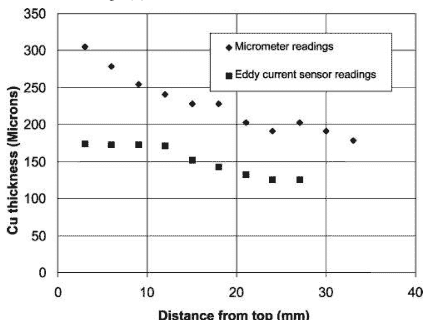 350
300
250
200
150
100
50
0
Cu thickness (Microns)
Micrometer readings
Eddy current sensor readings
0 10 20 30 40
Distance from top (mm)